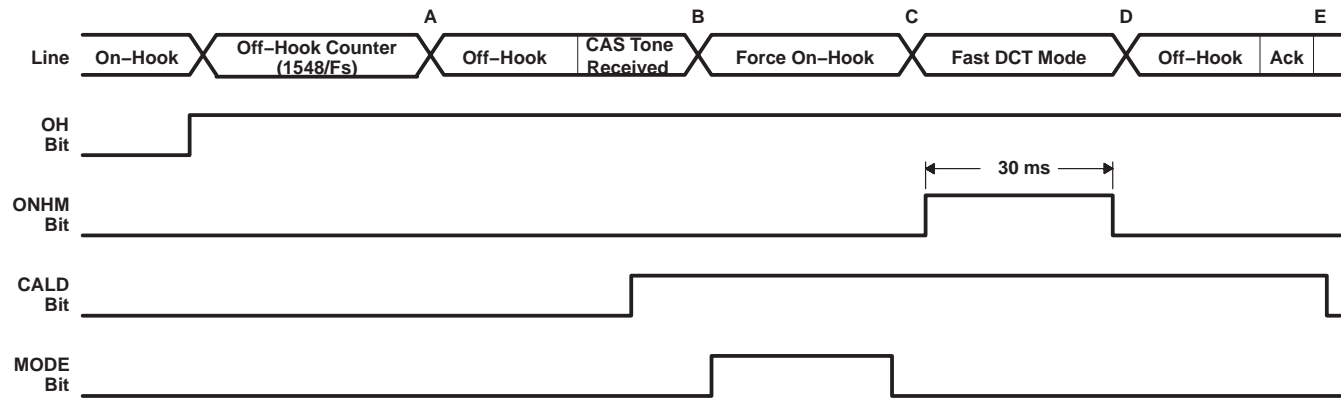 A B C D E
Line On−Hook Off−Hook Counter (1548/Fs) Off−Hook CAS Tone Received Force On−Hook Fast DCT Mode Off−Hook Ack
OH
Bit
30 ms
ONHM
Bit
CALD
Bit
MODE
Bit